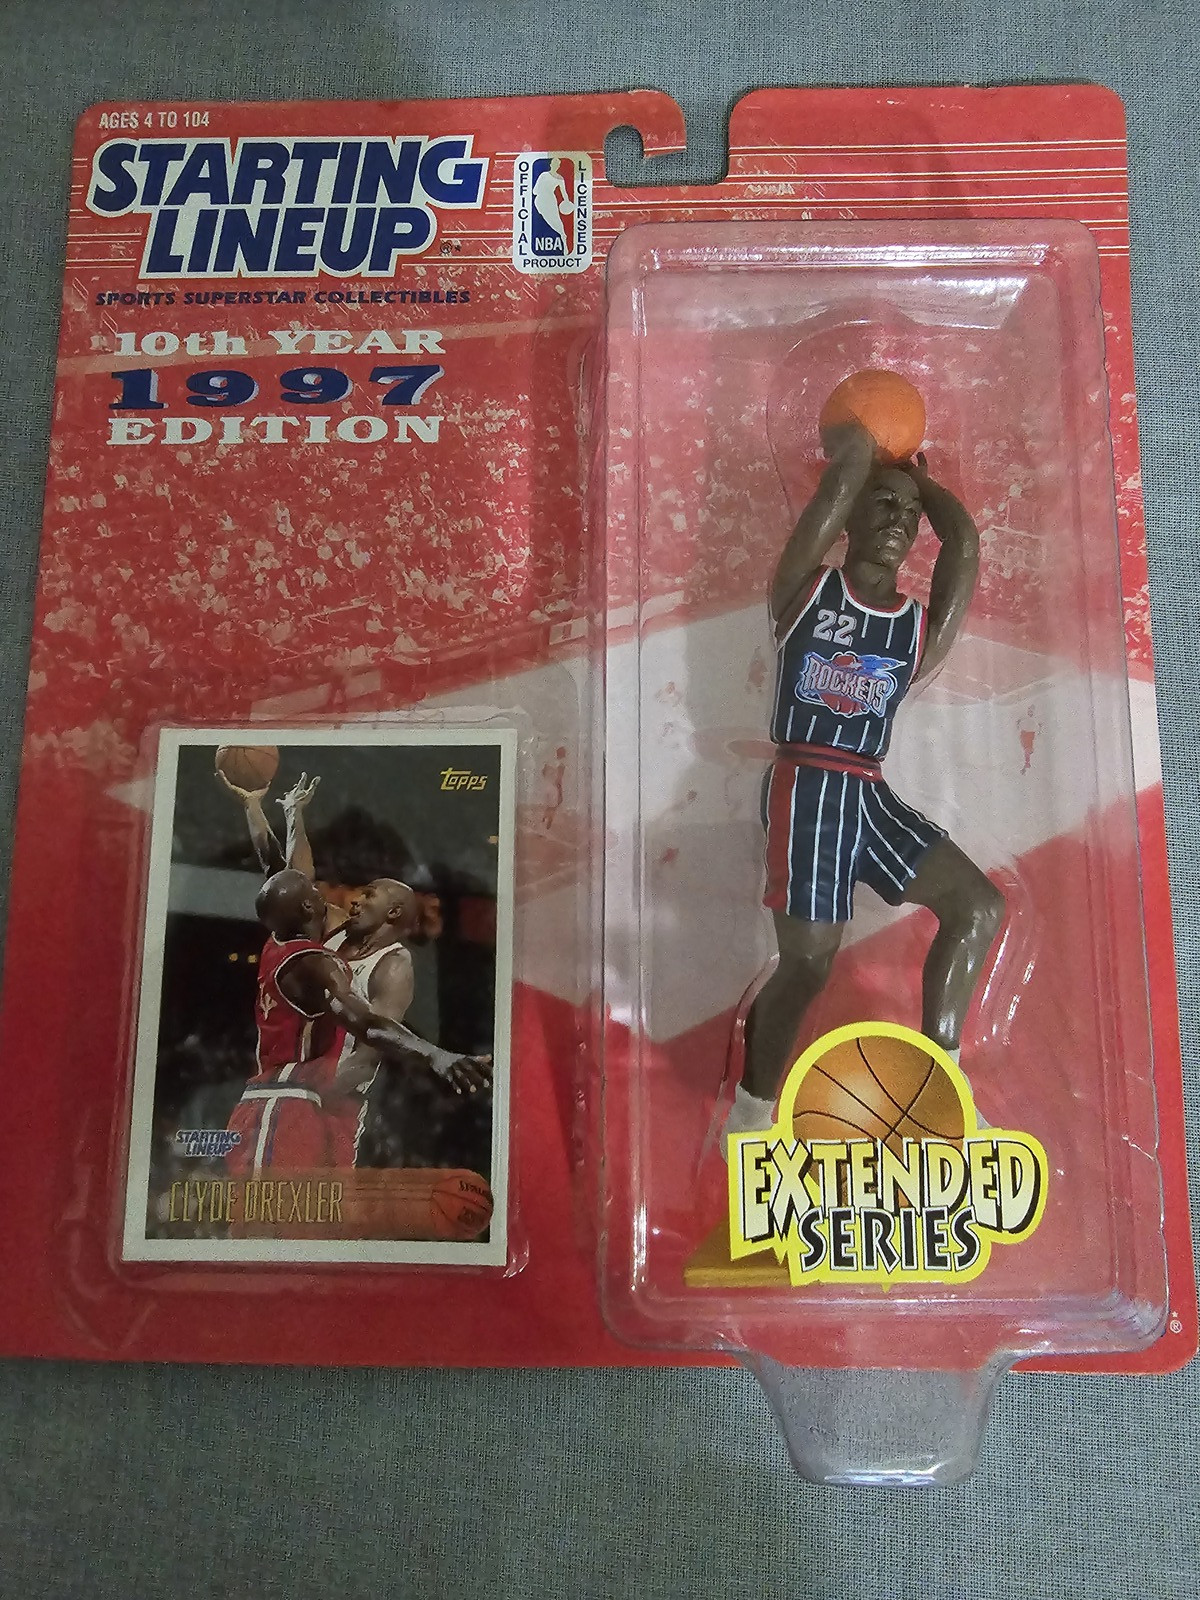 AGES 4 TO 104
STARTING
LINEUP
®
OFFICIAL
LICENSED
NBA
PRODUCT
SPORTS SUPERSTAR COLLECTIBLES
10th YEAR
1997
EDITION
22
ROCKETS
topps
STARTING
LINEUP
CLYDE DREXLER
EXTENDED
SERIES
®